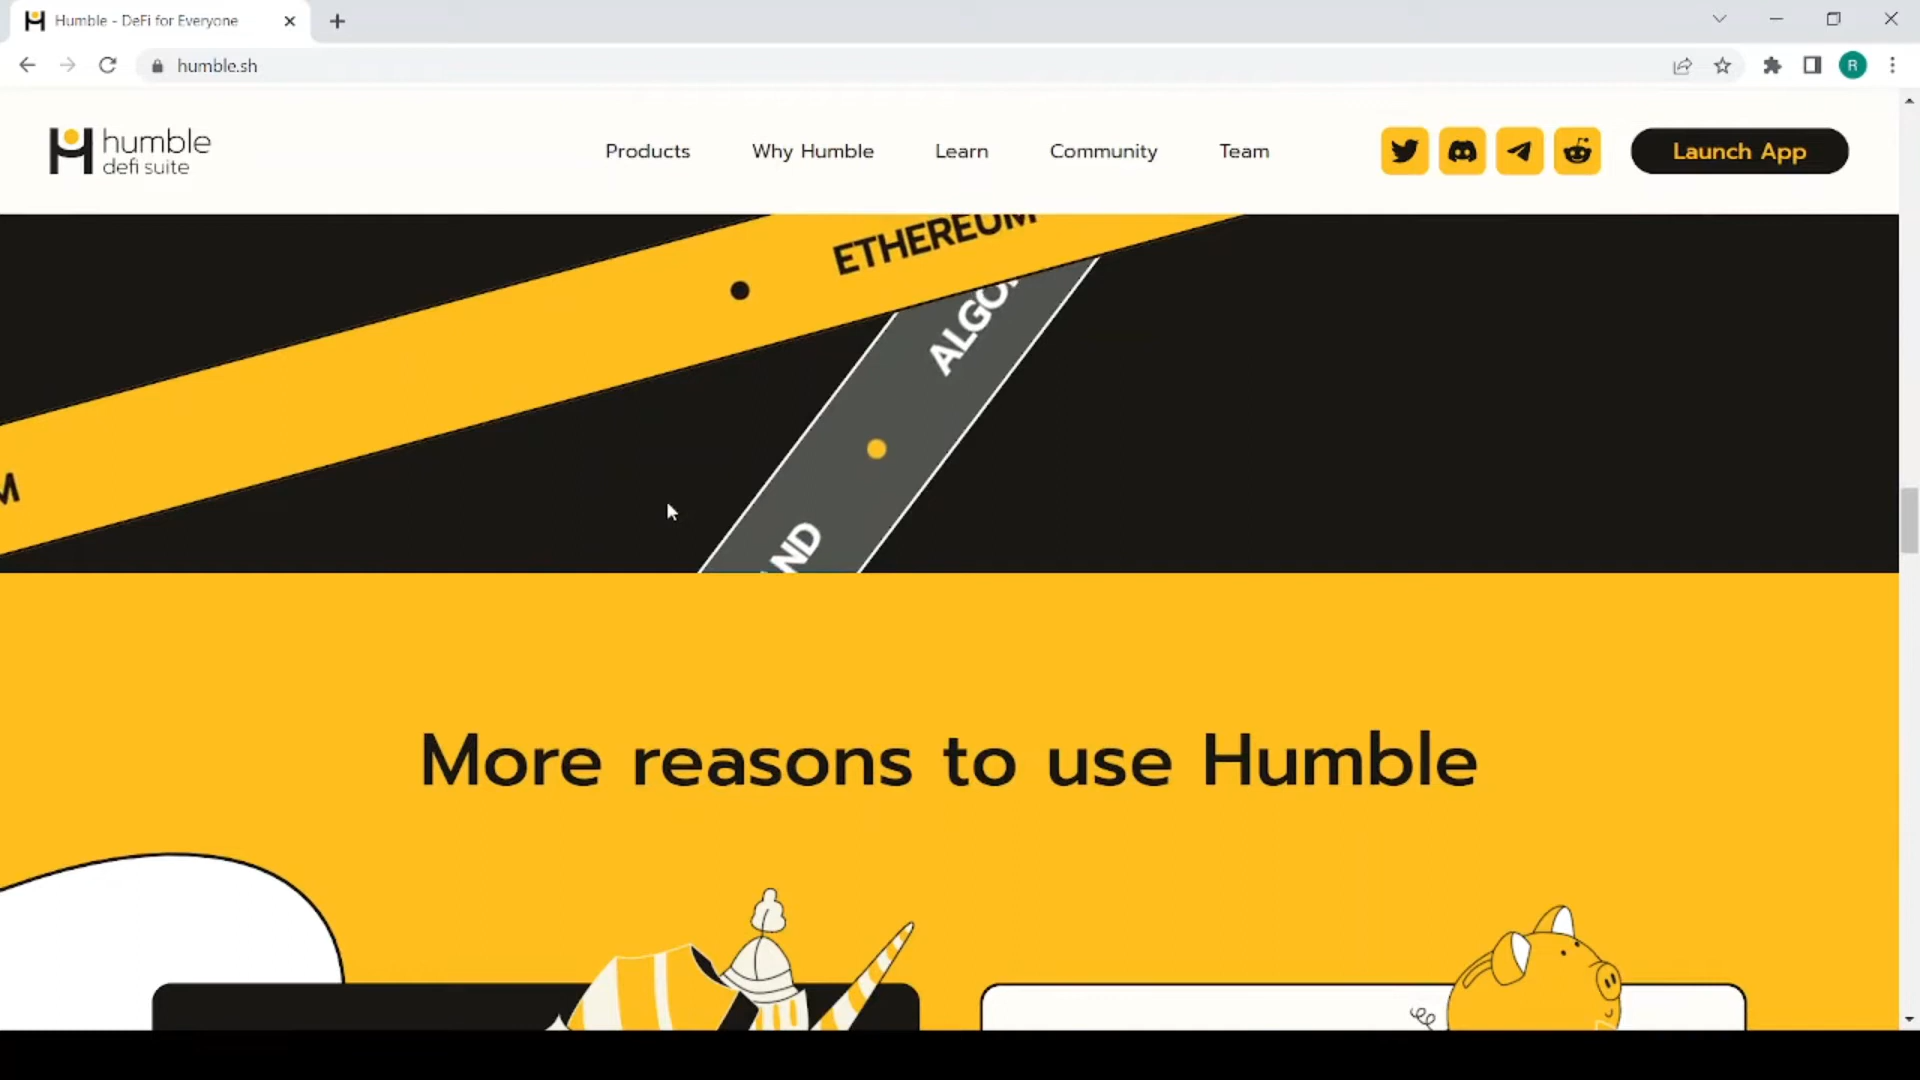 Humble - DeFi for Everyone
humble.sh
R
humble
defi suite
Products
Why Humble
Learn
Community
Team
Launch App
ETHEREUM
ALGO
M
ND
More reasons to use Humble